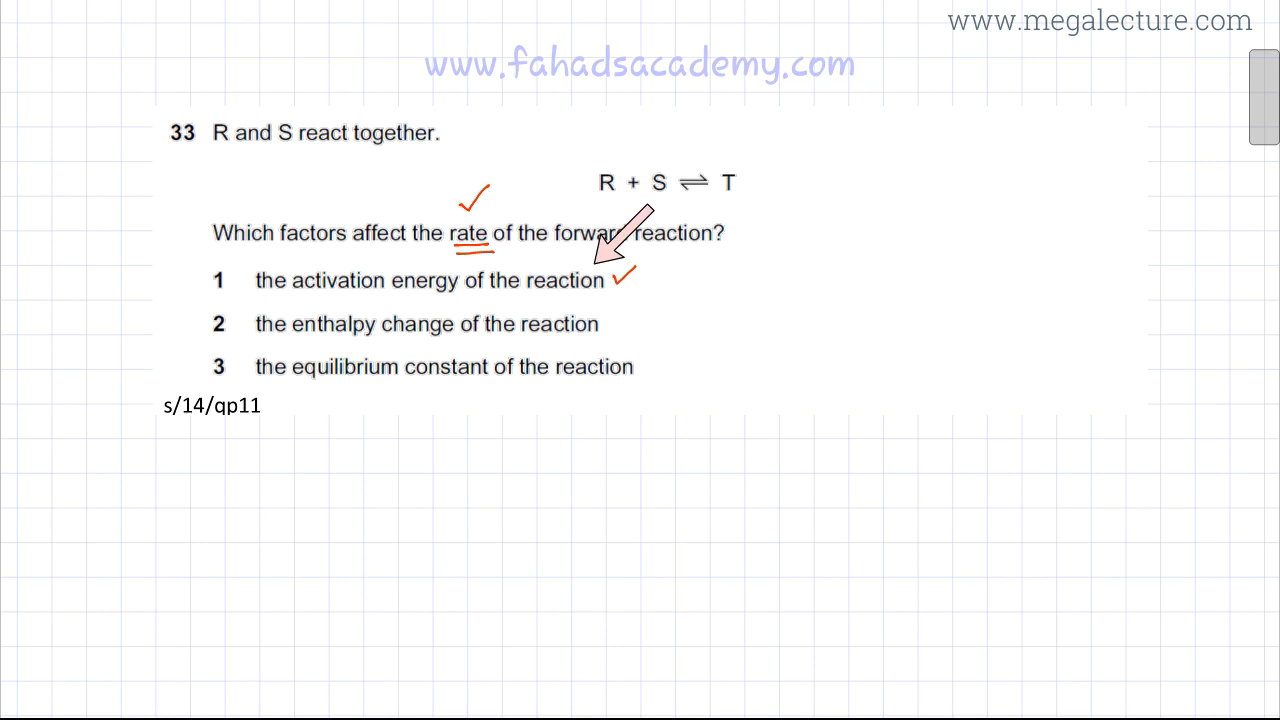 www.megalecture.com
www.fahadsacademy.com
33 R and S react together.
R + S ⇌ T
Which factors affect the rate of the forward reaction?
1 the activation energy of the reaction
2 the enthalpy change of the reaction
3 the equilibrium constant of the reaction
s/14/qp11